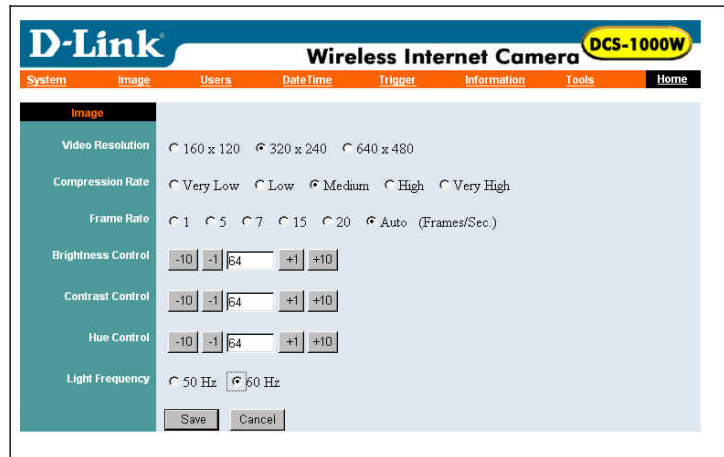 D-Link
Wireless Internet Camera DCS-1000W
System Image Users DateTime Trigger Information Tools Home
Image
Video Resolution 160 x 120 320 x 240 640 x 480
Compression Rate Very Low Low Medium High Very High
Frame Rate 1 5 7 15 20 Auto (Frames/Sec.)
Brightness Control -10 -1 64 +1 +10
Contrast Control -10 -1 64 +1 +10
Hue Control -10 -1 64 +1 +10
Light Frequency 50 Hz 60 Hz
Save Cancel